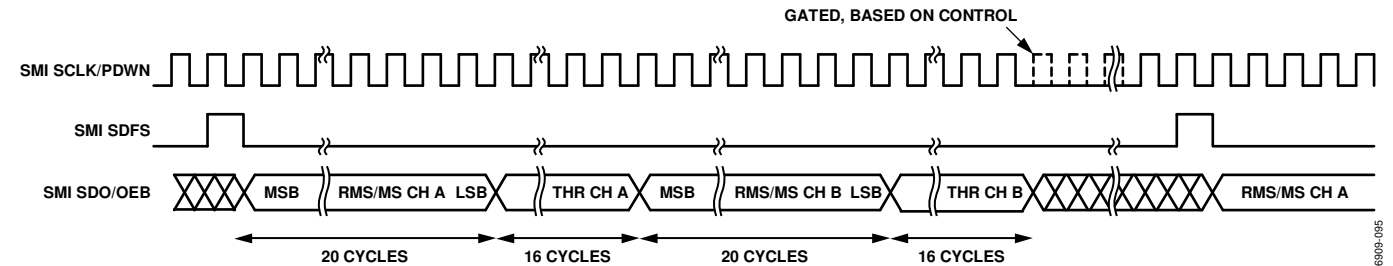 GATED, BASED ON CONTROL
SMI SCLK/PDWN
SMI SDFS
SMI SDO/OEB MSB RMS/MS CH A LSB THR CH A MSB RMS/MS CH B LSB THR CH B RMS/MS CH A
20 CYCLES 16 CYCLES 20 CYCLES 16 CYCLES
6909-095